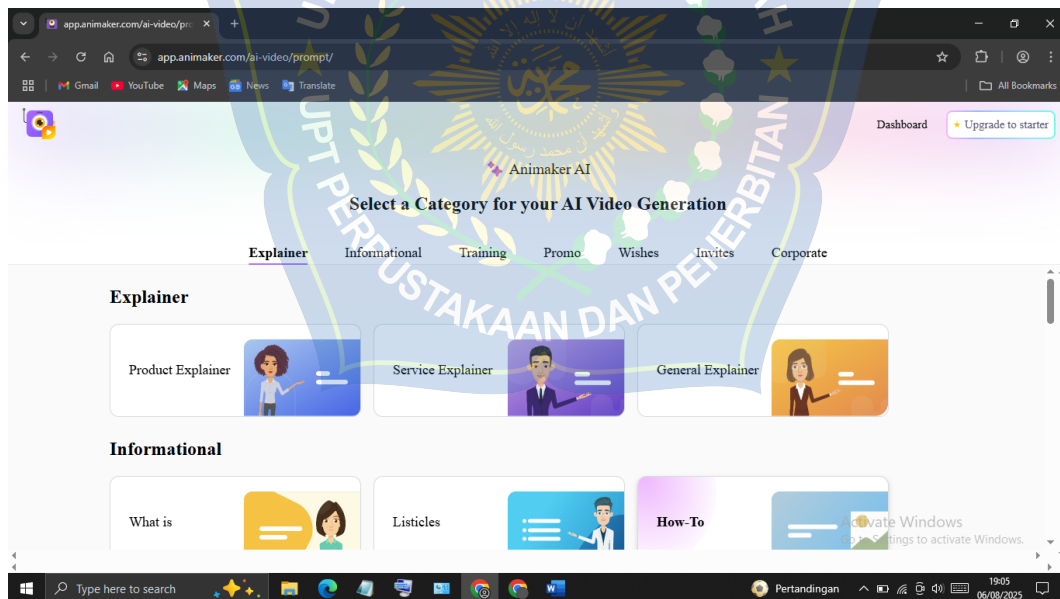 app.animaker.com/ai-video/pro
app.animaker.com/ai-video/prompt/
Gmail YouTube Maps News Translate All Bookmarks
Dashboard Upgrade to starter
Animaker AI
Select a Category for your AI Video Generation
Explainer Informational Training Promo Wishes Invites Corporate
Explainer
Product Explainer Service Explainer General Explainer
Informational
What is Listicles How-To
Activate Windows
Go to Settings to activate Windows.
UPT PERPUSTAKAAN DAN PENERBITAN
Type here to search Pertandingan 19:05
06/08/2025